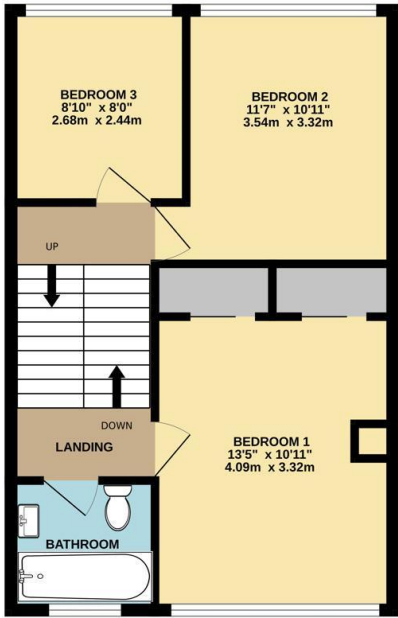 BEDROOM 3
8'10" x 8'0"
2.68m x 2.44m
BEDROOM 2
11'7" x 10'11"
3.54m x 3.32m
UP
DOWN
LANDING
BEDROOM 1
13'5" x 10'11"
4.09m x 3.32m
BATHROOM